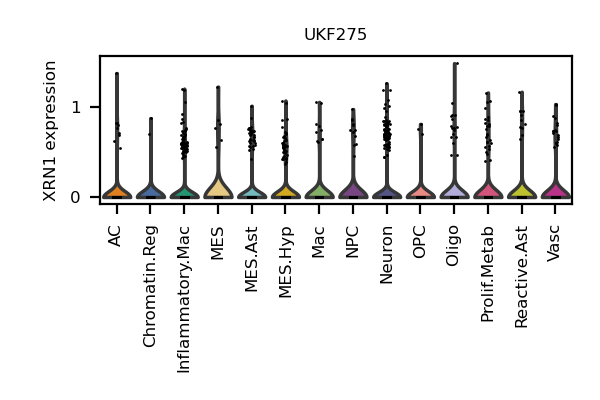 UKF275
XRN1 expression
1
0
AC
Chromatin.Reg
Inflammatory.Mac
MES
MES.Ast
MES.Hyp
Mac
NPC
Neuron
OPC
Oligo
Prolif.Metab
Reactive.Ast
Vasc